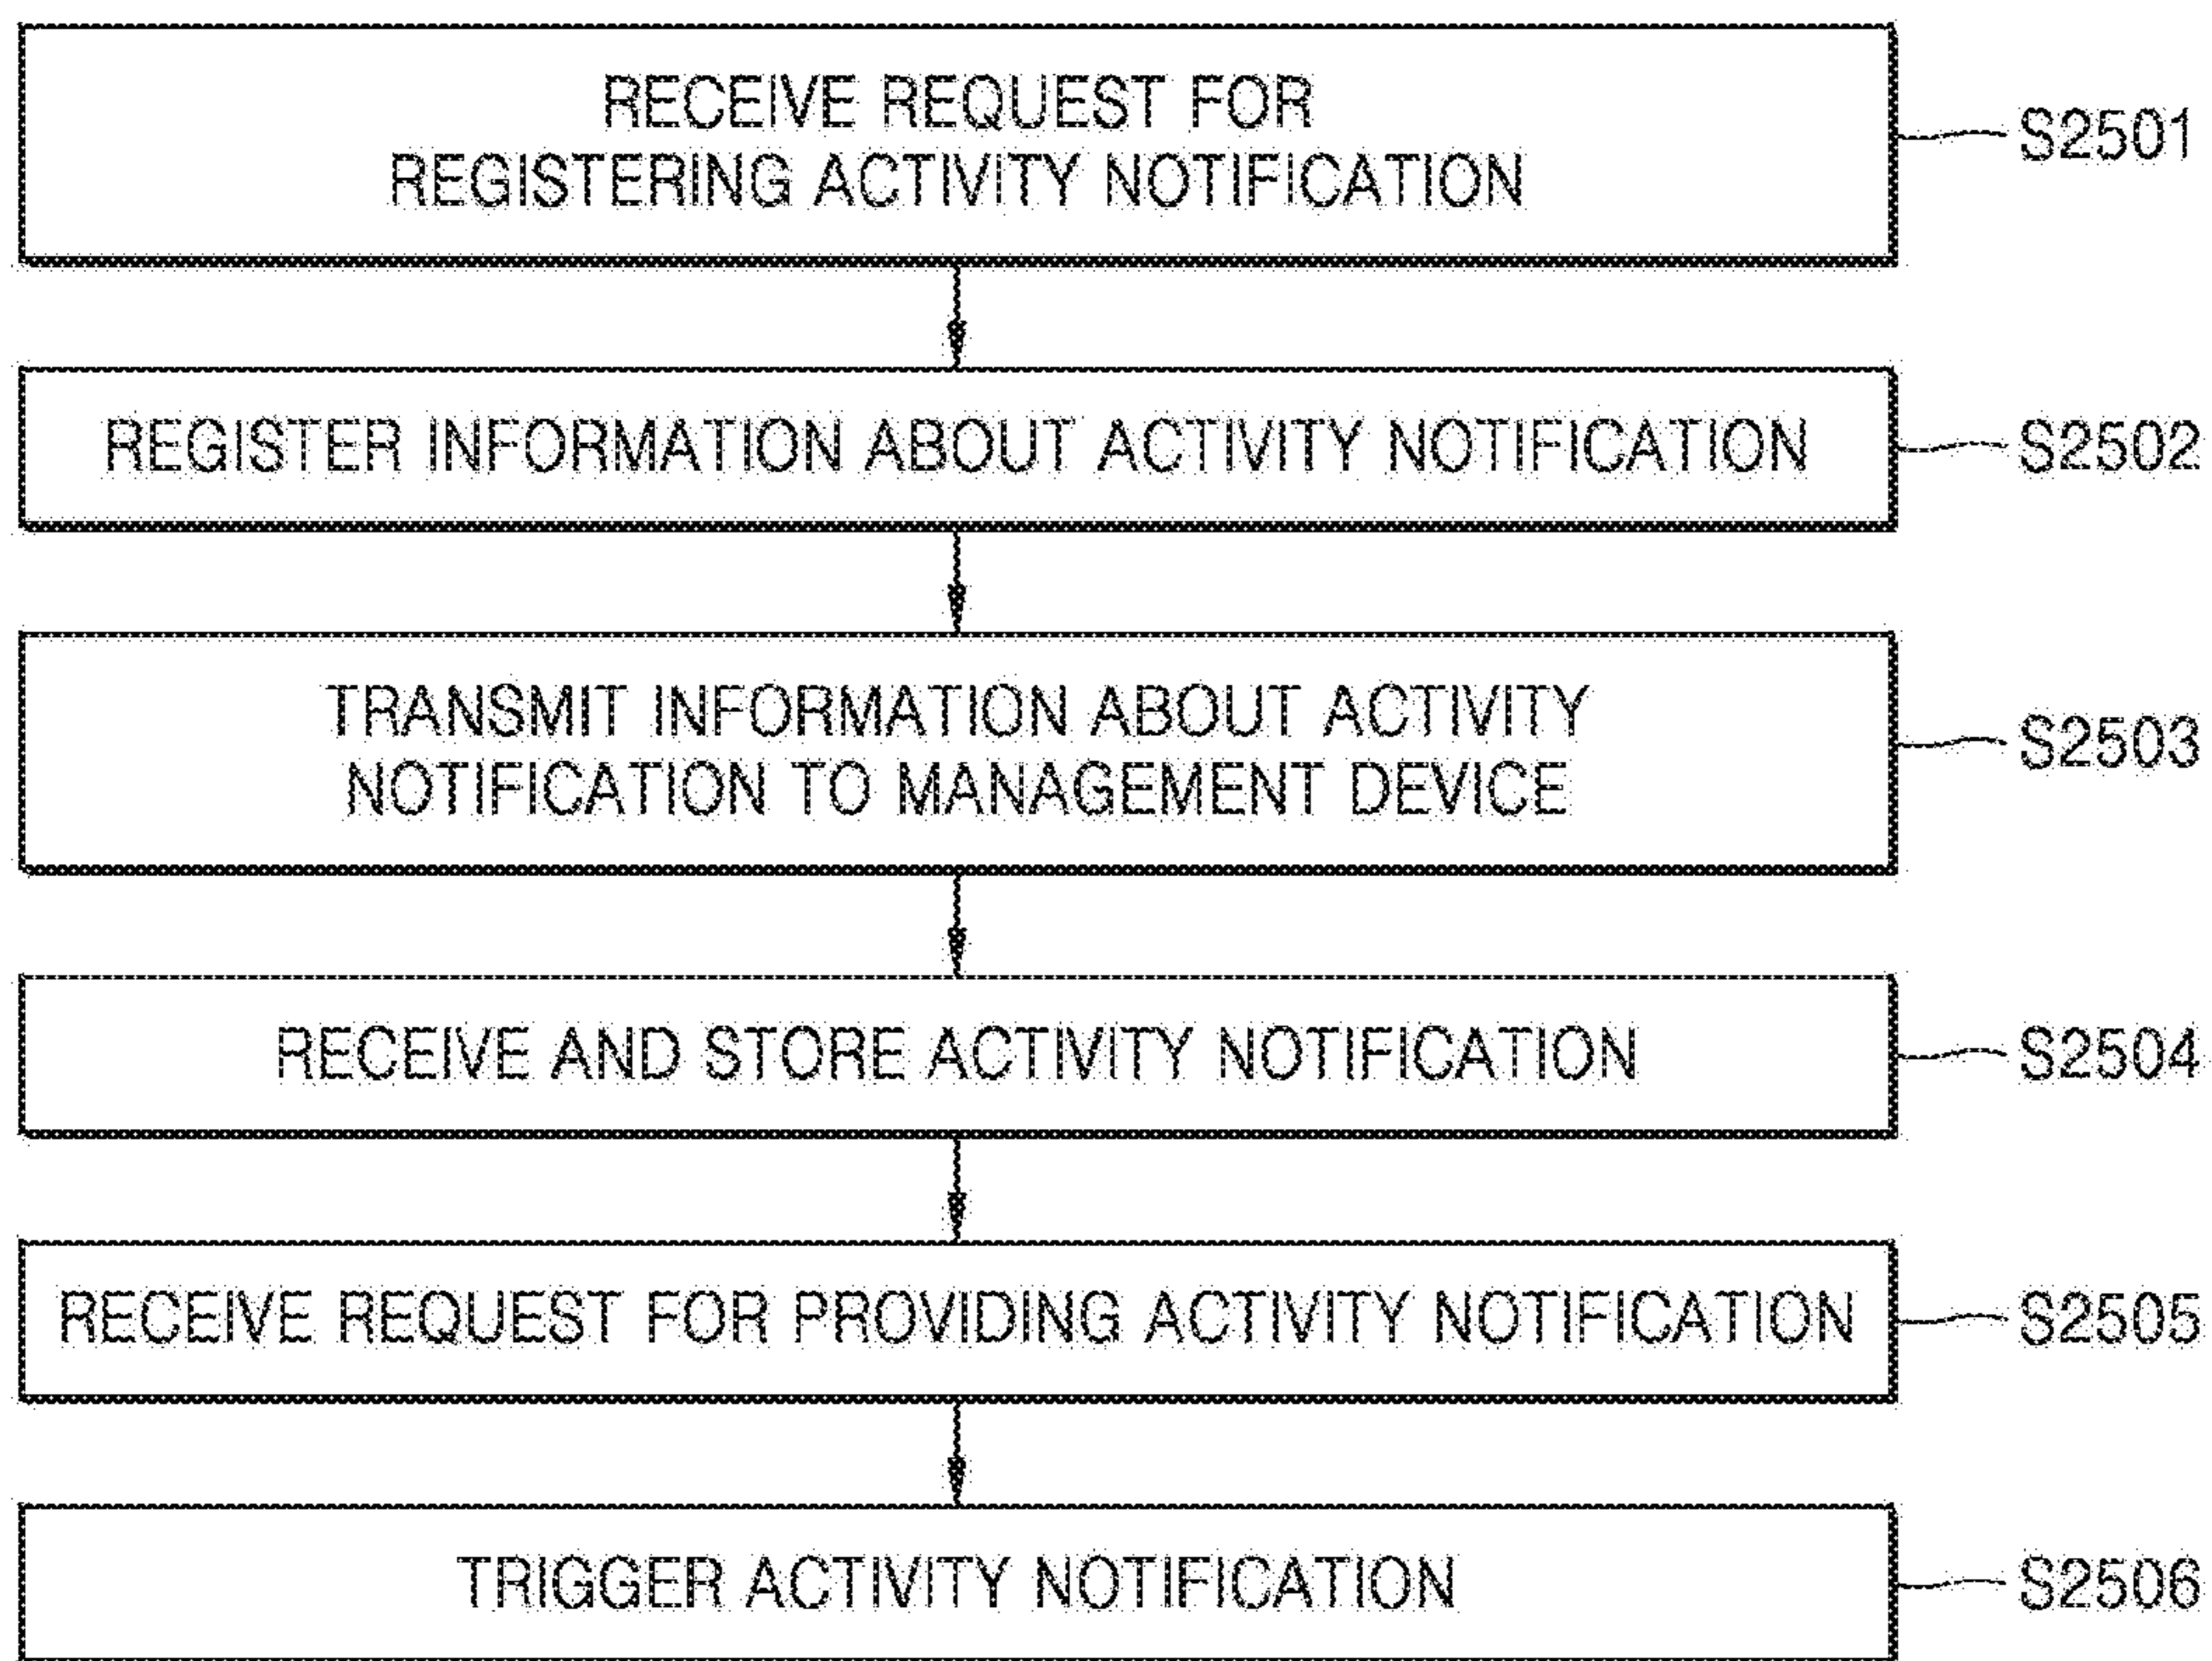 RECEIVE REQUEST FOR
REGISTERING ACTIVITY NOTIFICATION
S2501
REGISTER INFORMATION ABOUT ACTIVITY NOTIFICATION
S2502
TRANSMIT INFORMATION ABOUT ACTIVITY
NOTIFICATION TO MANAGEMENT DEVICE
S2503
RECEIVE AND STORE ACTIVITY NOTIFICATION
S2504
RECEIVE REQUEST FOR PROVIDING ACTIVITY NOTIFICATION
S2505
TRIGGER ACTIVITY NOTIFICATION
S2506